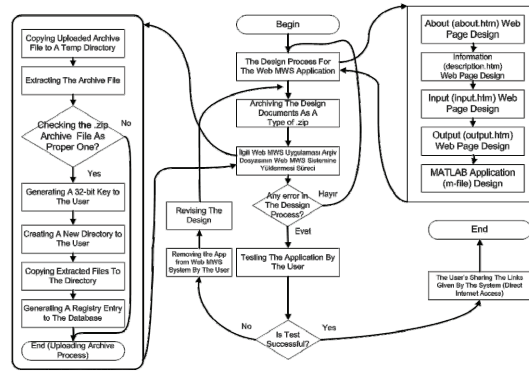 Copying Uploaded Archive
File to A Temp Directory
Extracting The Archive File
Checking the .zip
Archive File As
Proper One?
No
Yes
Generating A 32-bit Key to
The User
Creating A New Directory to
The User
Copying Extracted Files To
The Directory
Generating A Registry Entry
to The Database
End (Uploading Archive
Process)
Begin
The Design Process For
The Web MWS Application
Archiving The Design
Documents As A
Type of .zip
İlgili Web MWS Uygulaması Arşiv
Dosyasının Web MWS Sistemine
Yüklenmesi Süreci
Any error in
The Dessign
Process?
Hayır
Evet
Revising The
Design
Removing the App
from Web MWS
System By The User
Testing The Application By
The User
No
Yes
Is Test
Successful?
About (about.htm)
Web Page Design
Information
(description.htm)
Web Page Design
Input (input.htm) Web
Page Design
Output (output.htm)
Web Page Design
MATLAB Application
(m-file) Design
End
The User's Sharing The Links
Given By The System (Direct
Internet Access)